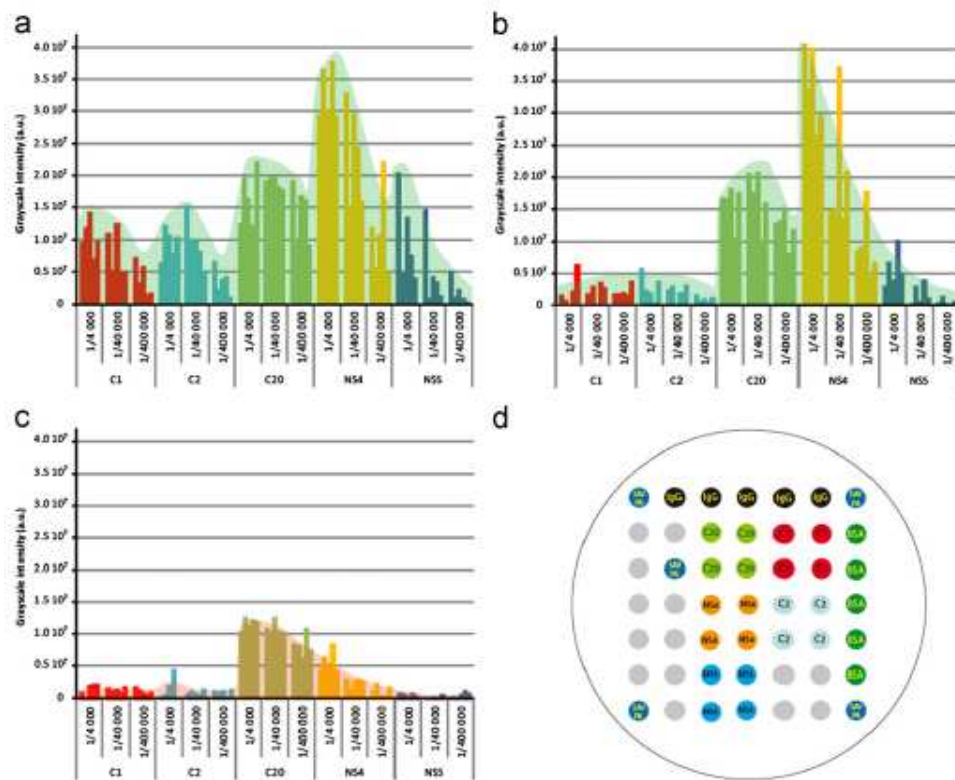 a
Grayscale intensity (a.u.)
4.0 10⁷
3.5 10⁷
3.0 10⁷
2.5 10⁷
2.0 10⁷
1.5 10⁷
1.0 10⁷
0.5 10⁷
0
1/4 000 1/40 000 1/400 000 1/4 000 1/40 000 1/400 000 1/4 000 1/40 000 1/400 000 1/4 000 1/40 000 1/400 000 1/4 000 1/40 000 1/400 000
C1 C2 C20 NS4 NS5
b
Grayscale intensity (a.u.)
4.0 10⁷
3.5 10⁷
3.0 10⁷
2.5 10⁷
2.0 10⁷
1.5 10⁷
1.0 10⁷
0.5 10⁷
0
1/4 000 1/40 000 1/400 000 1/4 000 1/40 000 1/400 000 1/4 000 1/40 000 1/400 000 1/4 000 1/40 000 1/400 000 1/4 000 1/40 000 1/400 000
C1 C2 C20 NS4 NS5
c
Grayscale intensity (a.u.)
4.0 10⁷
3.5 10⁷
3.0 10⁷
2.5 10⁷
2.0 10⁷
1.5 10⁷
1.0 10⁷
0.5 10⁷
0
1/4 000 1/40 000 1/400 000 1/4 000 1/40 000 1/400 000 1/4 000 1/40 000 1/400 000 1/4 000 1/40 000 1/400 000 1/4 000 1/40 000 1/400 000
C1 C2 C20 NS4 NS5
d
IgG IgG IgG IgG IgG
C20 C20 BSA
C20 C20 BSA
NS4 NS4 C2 C2 BSA
NS4 NS4 C2 C2 BSA
NS5 NS5 BSA
NS5 NS5